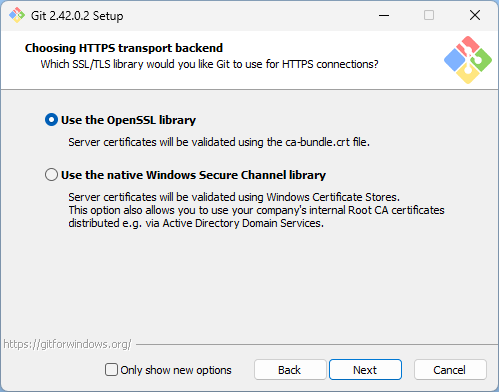 Git 2.42.0.2 Setup
Choosing HTTPS transport backend
Which SSL/TLS library would you like Git to use for HTTPS connections?
Use the OpenSSL library
Server certificates will be validated using the ca-bundle.crt file.
Use the native Windows Secure Channel library
Server certificates will be validated using Windows Certificate Stores.
This option also allows you to use your company's internal Root CA certificates
distributed e.g. via Active Directory Domain Services.
https://gitforwindows.org/
Only show new options
Back
Next
Cancel